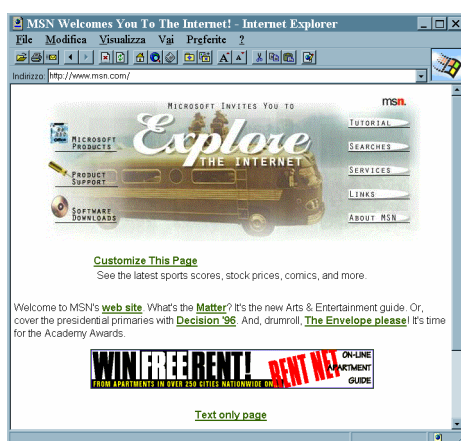 MSN Welcomes You To The Internet! - Internet Explorer
File Modifica Visualizza Vai Preferite ?
Indirizzo: http://www.msn.com/
MICROSOFT INVITES YOU TO
msn.
Explore
THE INTERNET
MICROSOFT
PRODUCTS
PRODUCT
SUPPORT
SOFTWARE
DOWNLOADS
TUTORIAL
SEARCHES
SERVICES
LINKS
ABOUT MSN
Customize This Page
See the latest sports scores, stock prices, comics, and more.
Welcome to MSN's web site. What's the Matter? It's the new Arts & Entertainment guide. Or,
cover the presidential primaries with Decision '96. And, drumroll, The Envelope please! It's time
for the Academy Awards.
WIN FREE RENT!
FROM APARTMENTS IN OVER 250 CITIES NATIONWIDE ON
RENT NET
ON-LINE
APARTMENT
GUIDE
Text only page